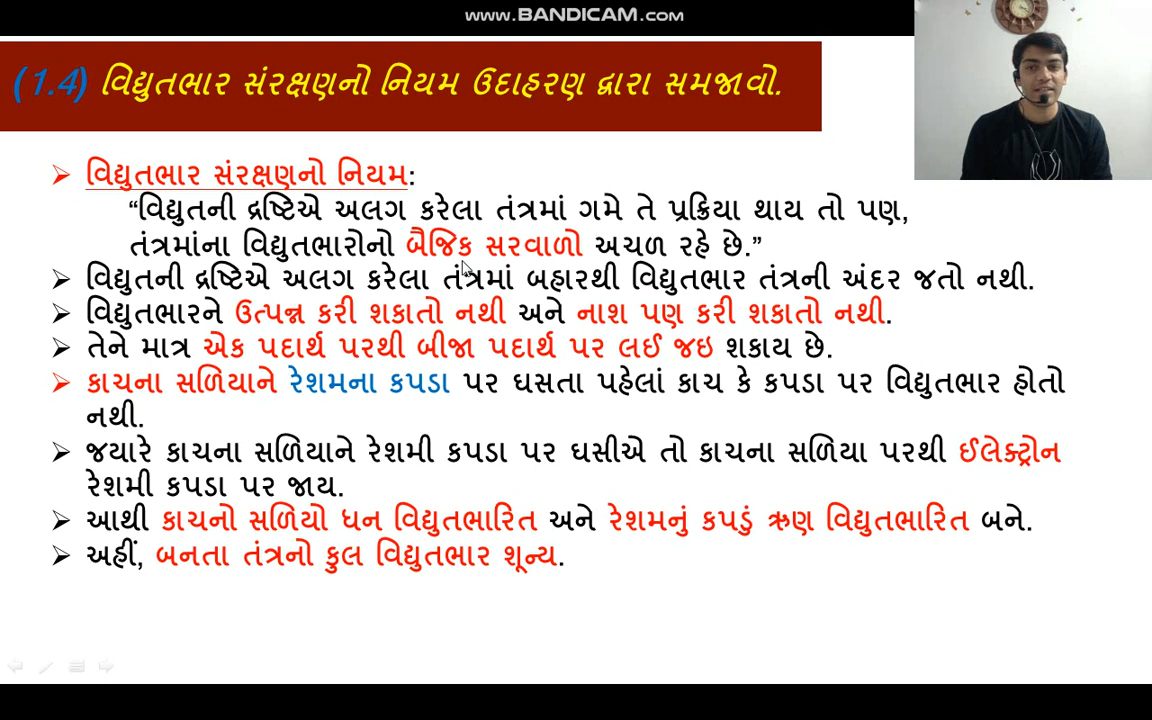 www.BANDICAM.com
(1.4) વિદ્યુતભાર સંરક્ષણનો નિયમ ઉદાહરણ દ્વારા સમજાવો.
➢ વિદ્યુતભાર સંરક્ષણનો નિયમ:
“વિદ્યુતની દ્રષ્ટિએ અલગ કરેલા તંત્રમાં ગમે તે પ્રક્રિયા થાય તો પણ,
તંત્રમાંના વિદ્યુતભારોનો બૈજિક સરવાળો અચળ રહે છે.”
➢ વિદ્યુતની દ્રષ્ટિએ અલગ કરેલા તંત્રમાં બહારથી વિદ્યુતભાર તંત્રની અંદર જતો નથી.
➢ વિદ્યુતભારને ઉત્પન્ન કરી શકાતો નથી અને નાશ પણ કરી શકાતો નથી.
➢ તેને માત્ર એક પદાર્થ પરથી બીજા પદાર્થ પર લઈ જઇ શકાય છે.
➢ કાચના સળિયાને રેશમના કપડા પર ઘસતા પહેલાં કાચ કે કપડા પર વિદ્યુતભાર હોતો
નથી.
➢ જયારે કાચના સળિયાને રેશમી કપડા પર ઘસીએ તો કાચના સળિયા પરથી ઈલેક્ટ્રોન
રેશમી કપડા પર જાય.
➢ આથી કાચનો સળિયો ધન વિદ્યુતભારિત અને રેશમનું કપડું ઋણ વિદ્યુતભારિત બને.
➢ અહીં, બનતા તંત્રનો કુલ વિદ્યુતભાર શૂન્ય.